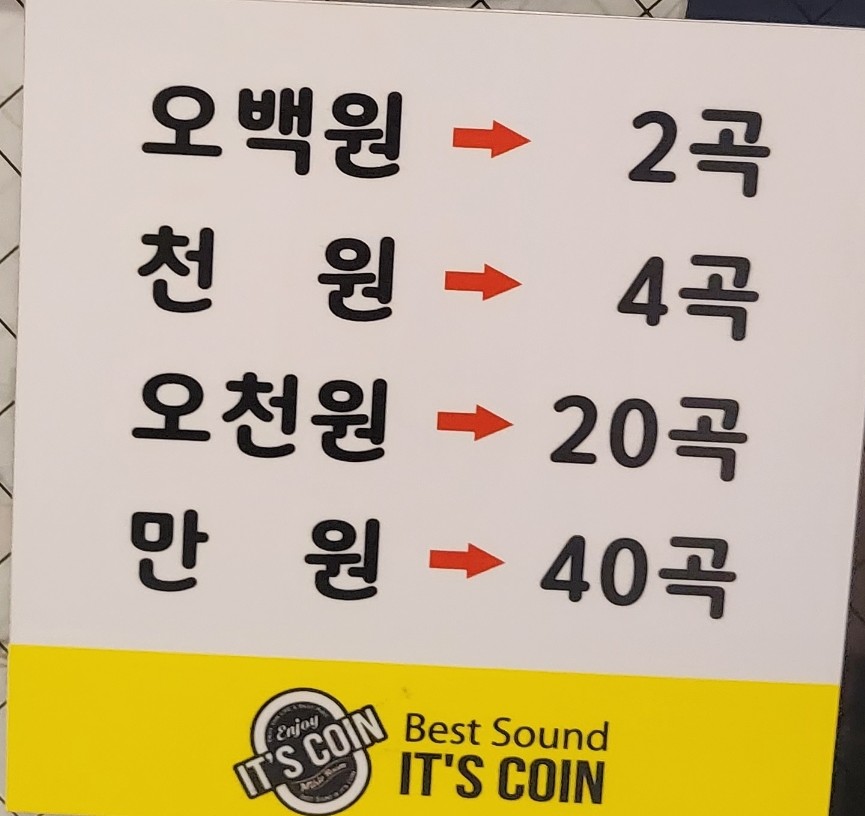 오백원 → 2곡
천 원 → 4곡
오천원 → 20곡
만 원 → 40곡
Enjoy
IT'S COIN
Best Sound
IT'S COIN